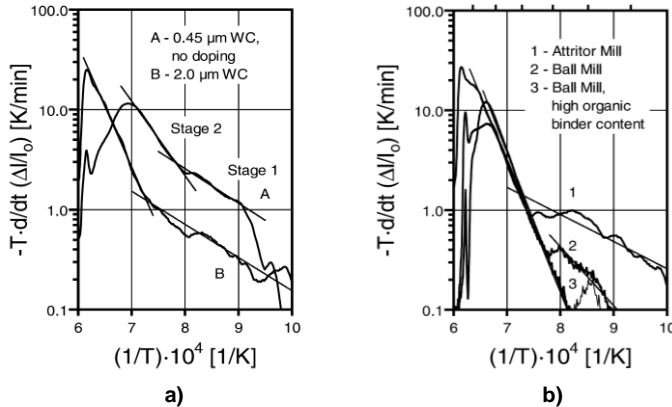 100.0
10.0
1.0
0.1
-T·d/dt (Δl/l₀) [K/min]
A - 0.45 µm WC,
no doping
B - 2.0 µm WC
Stage 2
Stage 1
A
B
6 7 8 9 10
(1/T)·10⁴ [1/K]
a)
100.0
10.0
1.0
0.1
-T·d/dt (Δl/l₀) [K/min]
1 - Attritor Mill
2 - Ball Mill
3 - Ball Mill,
high organic
binder content
1
2
3
6 7 8 9 10
(1/T)·10⁴ [1/K]
b)